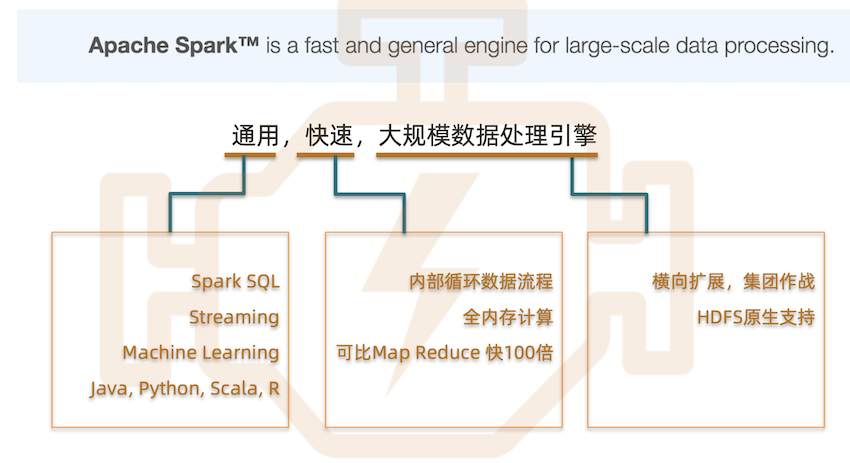 Apache Spark™ is a fast and general engine for large-scale data processing.
通用，快速，大规模数据处理引擎
Spark SQL
Streaming
Machine Learning
Java, Python, Scala, R
内部循环数据流程
全内存计算
可比Map Reduce 快100倍
横向扩展，集团作战
HDFS原生支持